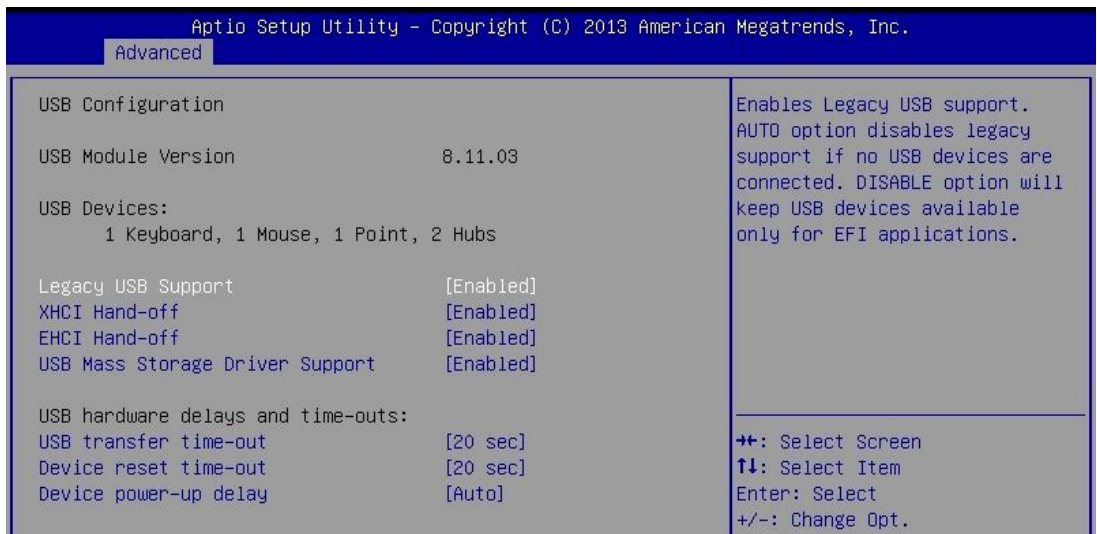 Aptio Setup Utility - Copyright (C) 2013 American Megatrends, Inc.
Advanced
USB Configuration
USB Module Version 8.11.03
USB Devices:
1 Keyboard, 1 Mouse, 1 Point, 2 Hubs
Legacy USB Support [Enabled]
XHCI Hand-off [Enabled]
EHCI Hand-off [Enabled]
USB Mass Storage Driver Support [Enabled]
USB hardware delays and time-outs:
USB transfer time-out [20 sec]
Device reset time-out [20 sec]
Device power-up delay [Auto]
Enables Legacy USB support.
AUTO option disables legacy
support if no USB devices are
connected. DISABLE option will
keep USB devices available
only for EFI applications.
→←: Select Screen
↑↓: Select Item
Enter: Select
+/-: Change Opt.